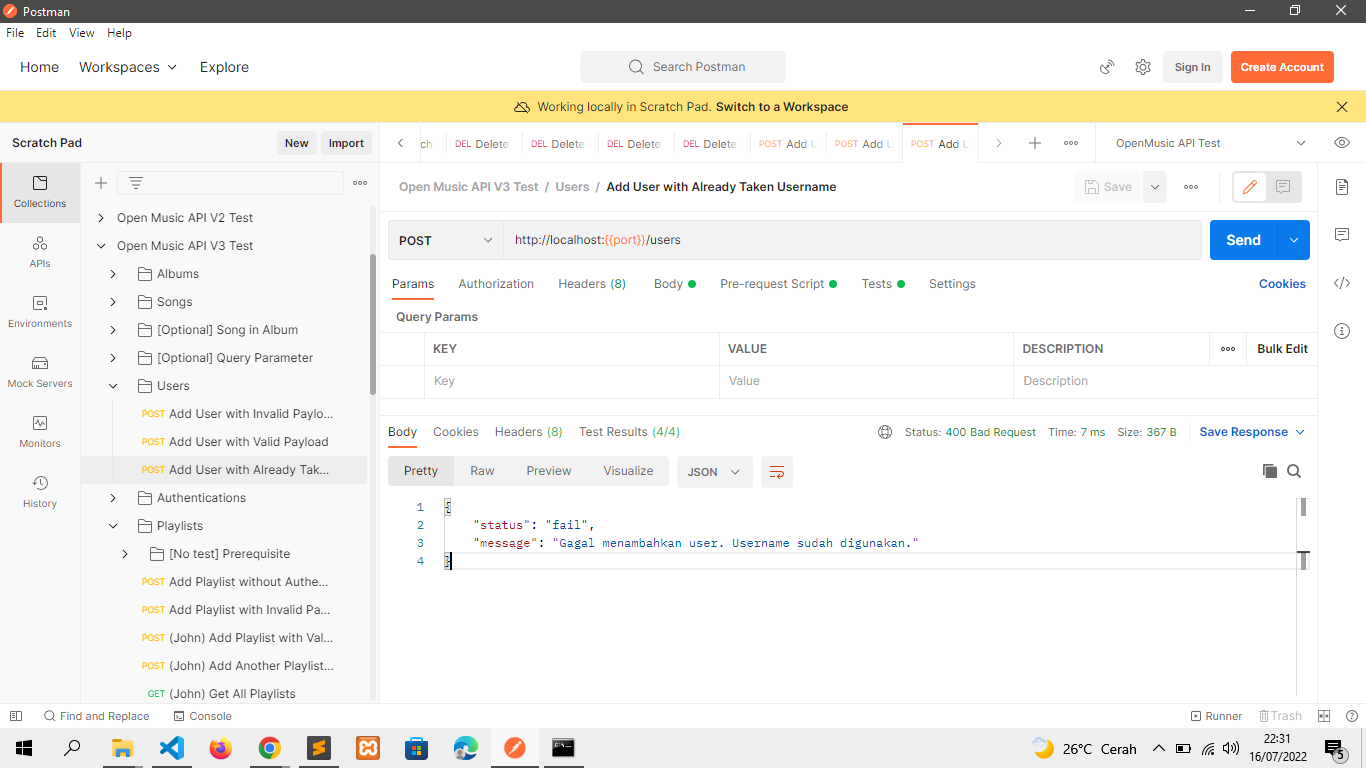 Postman
File Edit View Help
Home Workspaces Explore
Search Postman
Sign In
Create Account
Working locally in Scratch Pad. Switch to a Workspace
Scratch Pad
New Import
ch DEL Delete DEL Delete DEL Delete DEL Delete POST Add U POST Add U POST Add U
OpenMusic API Test
Collections
APIs
Environments
Mock Servers
Monitors
History
Open Music API V2 Test
Open Music API V3 Test
Albums
Songs
[Optional] Song in Album
[Optional] Query Parameter
Users
POST Add User with Invalid Paylo...
POST Add User with Valid Payload
POST Add User with Already Tak...
Authentications
Playlists
[No test] Prerequisite
POST Add Playlist without Authe...
POST Add Playlist with Invalid Pa...
POST (John) Add Playlist with Val...
POST (John) Add Another Playlist...
GET (John) Get All Playlists
Open Music API V3 Test / Users / Add User with Already Taken Username
Save
POST http://localhost:{{port}}/users
Send
Params Authorization Headers (8) Body Pre-request Script Tests Settings Cookies
Query Params
KEY VALUE DESCRIPTION Bulk Edit
Key Value Description
Body Cookies Headers (8) Test Results (4/4)
Status: 400 Bad Request Time: 7 ms Size: 367 B Save Response
Pretty Raw Preview Visualize JSON
1 {
2 "status": "fail",
3 "message": "Gagal menambahkan user. Username sudah digunakan."
4 }
Find and Replace Console
Runner Trash
26°C Cerah
22:31
16/07/2022
5